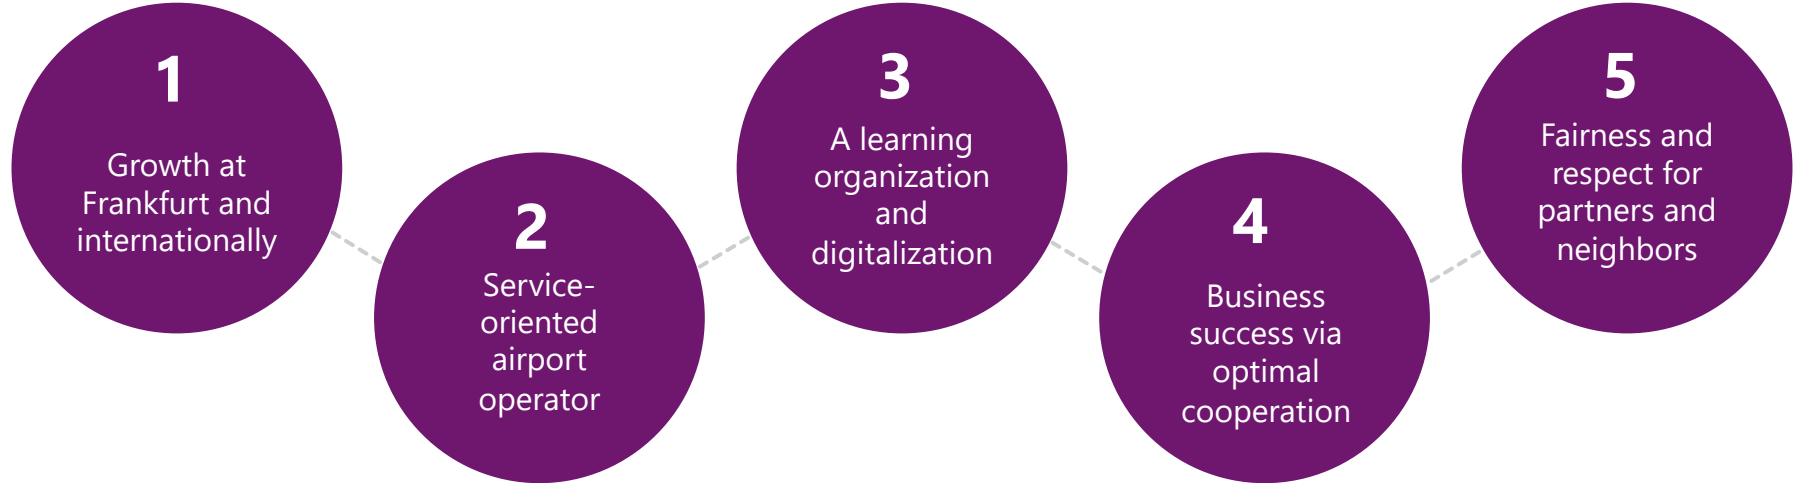 1
Growth at
Frankfurt and
internationally
2
Service-
oriented
airport
operator
3
A learning
organization
and
digitalization
4
Business
success via
optimal
cooperation
5
Fairness and
respect for
partners and
neighbors